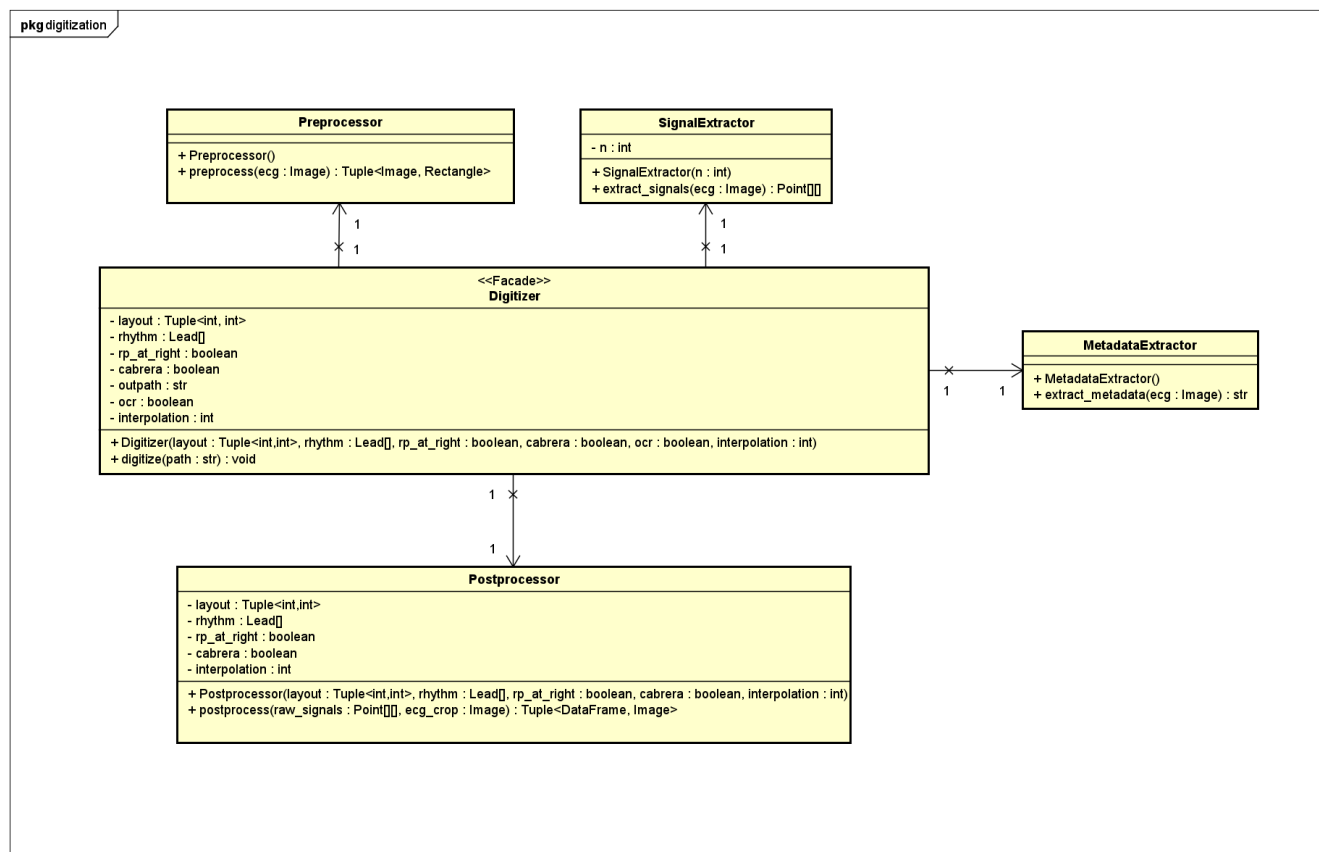 pkg digitization
Preprocessor
+ Preprocessor()
+ preprocess(ecg : Image) : Tuple<Image, Rectangle>
SignalExtractor
- n : int
+ SignalExtractor(n : int)
+ extract_signals(ecg : Image) : Point[][]
1
1
1
1
<<Facade>>
Digitizer
- layout : Tuple<int, int>
- rhythm : Lead[]
- rp_at_right : boolean
- cabrera : boolean
- outpath : str
- ocr : boolean
- interpolation : int
+ Digitizer(layout : Tuple<int,int>, rhythm : Lead[], rp_at_right : boolean, cabrera : boolean, ocr : boolean, interpolation : int)
+ digitize(path : str) : void
1
1
MetadataExtractor
+ MetadataExtractor()
+ extract_metadata(ecg : Image) : str
1
1
Postprocessor
- layout : Tuple<int,int>
- rhythm : Lead[]
- rp_at_right : boolean
- cabrera : boolean
- interpolation : int
+ Postprocessor(layout : Tuple<int,int>, rhythm : Lead[], rp_at_right : boolean, cabrera : boolean, interpolation : int)
+ postprocess(raw_signals : Point[][], ecg_crop : Image) : Tuple<DataFrame, Image>